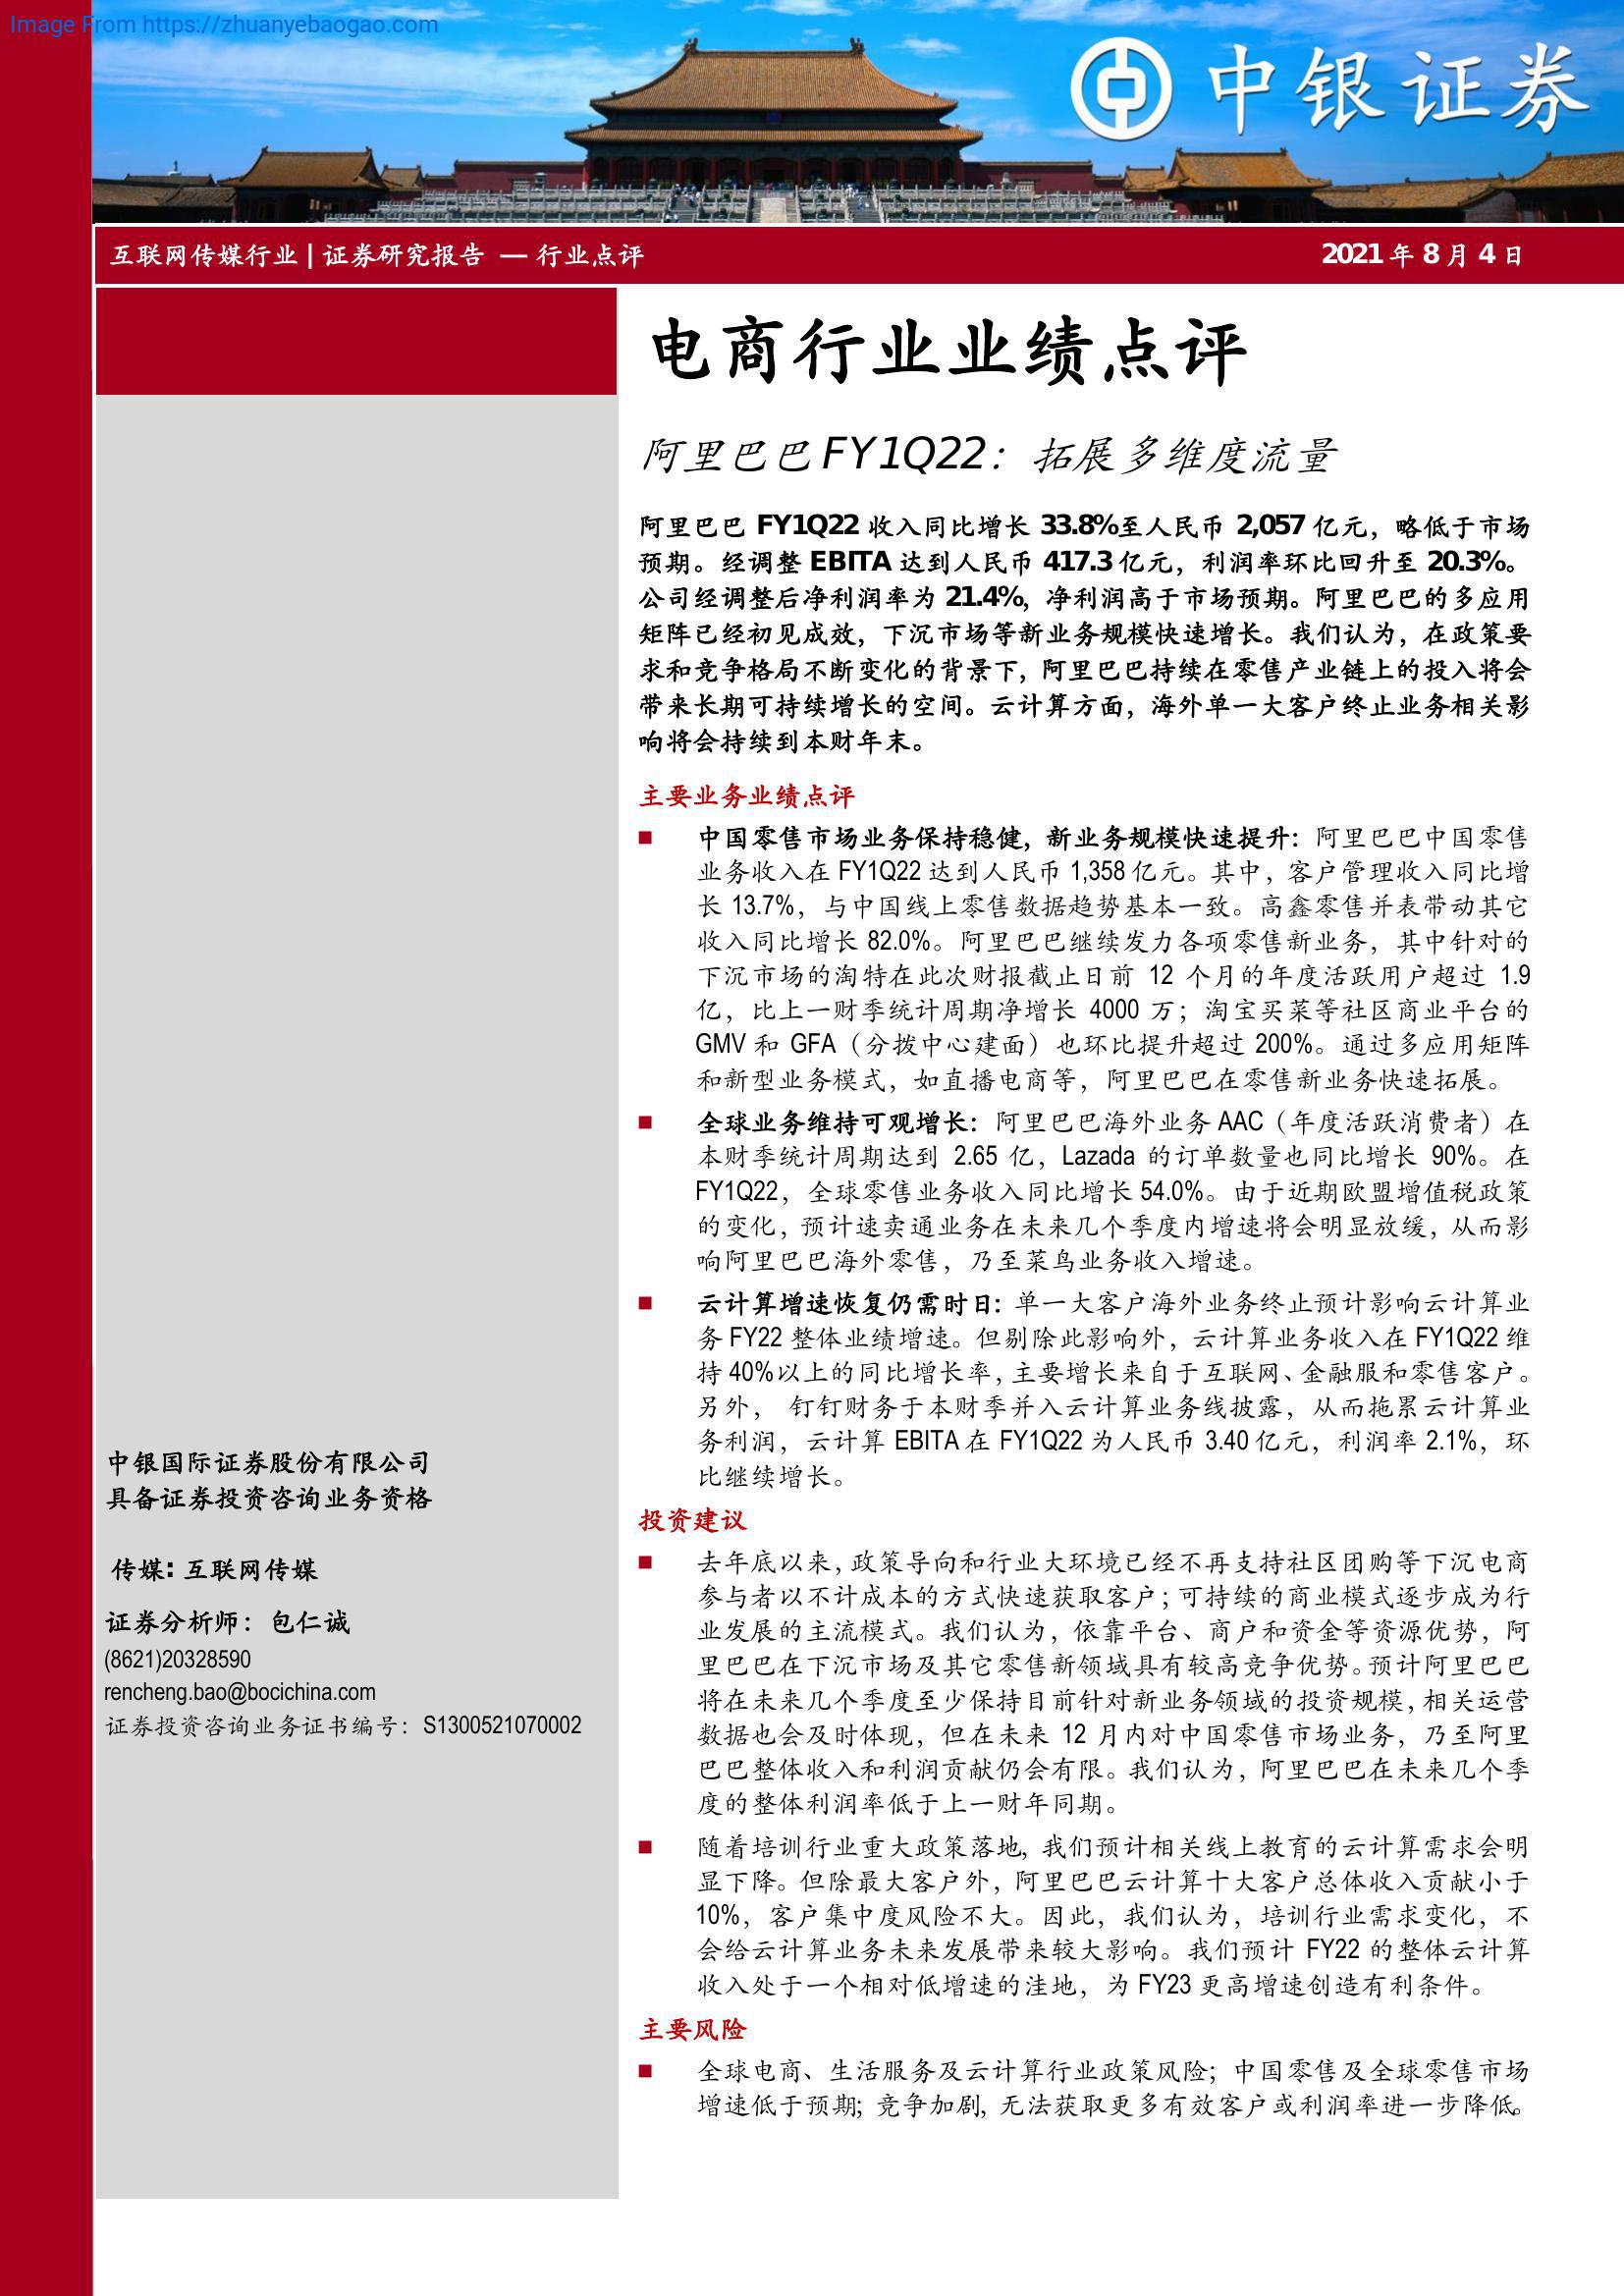 Image From https://zhuanyebaogao.com
中银证券
互联网传媒行业 | 证券研究报告 — 行业点评
2021 年 8 月 4 日
电商行业业绩点评
阿里巴巴 FY1Q22：拓展多维度流量
阿里巴巴 FY1Q22 收入同比增长 33.8%至人民币 2,057 亿元，略低于市场
预期。经调整 EBITA 达到人民币 417.3 亿元，利润率环比回升至 20.3%。
公司经调整后净利润率为 21.4%，净利润高于市场预期。阿里巴巴的多应用
矩阵已经初见成效，下沉市场等新业务规模快速增长。我们认为，在政策要
求和竞争格局不断变化的背景下，阿里巴巴持续在零售产业链上的投入将会
带来长期可持续增长的空间。云计算方面，海外单一大客户终止业务相关影
响将会持续到本财年末。
主要业务业绩点评
■ 中国零售市场业务保持稳健，新业务规模快速提升：阿里巴巴中国零售
业务收入在 FY1Q22 达到人民币 1,358 亿元。其中，客户管理收入同比增
长 13.7%，与中国线上零售数据趋势基本一致。高鑫零售并表带动其它
收入同比增长 82.0%。阿里巴巴继续发力各项零售新业务，其中针对的
下沉市场的淘特在此次财报截止日前 12 个月的年度活跃用户超过 1.9
亿，比上一财季统计周期净增长 4000 万；淘宝买菜等社区商业平台的
GMV 和 GFA（分拨中心建面）也环比提升超过 200%。通过多应用矩阵
和新型业务模式，如直播电商等，阿里巴巴在零售新业务快速拓展。
■ 全球业务维持可观增长：阿里巴巴海外业务 AAC（年度活跃消费者）在
本财季统计周期达到 2.65 亿，Lazada 的订单数量也同比增长 90%。在
FY1Q22，全球零售业务收入同比增长 54.0%。由于近期欧盟增值税政策
的变化，预计速卖通业务在未来几个季度内增速将会明显放缓，从而影
响阿里巴巴海外零售，乃至菜鸟业务收入增速。
■ 云计算增速恢复仍需时日：单一大客户海外业务终止预计影响云计算业
务 FY22 整体业绩增速。但剔除此影响外，云计算业务收入在 FY1Q22 维
持 40%以上的同比增长率，主要增长来自于互联网、金融服和零售客户。
另外， 钉钉财务于本财季并入云计算业务线披露，从而拖累云计算业
务利润，云计算 EBITA 在 FY1Q22 为人民币 3.40 亿元，利润率 2.1%，环
比继续增长。
投资建议
■ 去年底以来，政策导向和行业大环境已经不再支持社区团购等下沉电商
参与者以不计成本的方式快速获取客户；可持续的商业模式逐步成为行
业发展的主流模式。我们认为，依靠平台、商户和资金等资源优势，阿
里巴巴在下沉市场及其它零售新领域具有较高竞争优势。预计阿里巴巴
将在未来几个季度至少保持目前针对新业务领域的投资规模，相关运营
数据也会及时体现，但在未来 12 月内对中国零售市场业务，乃至阿里
巴巴整体收入和利润贡献仍会有限。我们认为，阿里巴巴在未来几个季
度的整体利润率低于上一财年同期。
■ 随着培训行业重大政策落地，我们预计相关线上教育的云计算需求会明
显下降。但除最大客户外，阿里巴巴云计算十大客户总体收入贡献小于
10%，客户集中度风险不大。因此，我们认为，培训行业需求变化，不
会给云计算业务未来发展带来较大影响。我们预计 FY22 的整体云计算
收入处于一个相对低增速的洼地，为 FY23 更高增速创造有利条件。
主要风险
■ 全球电商、生活服务及云计算行业政策风险；中国零售及全球零售市场
增速低于预期；竞争加剧，无法获取更多有效客户或利润率进一步降低。
中银国际证券股份有限公司
具备证券投资咨询业务资格
传媒：互联网传媒
证券分析师：包仁诚
(8621)20328590
rencheng.bao@bocichina.com
证券投资咨询业务证书编号：S1300521070002